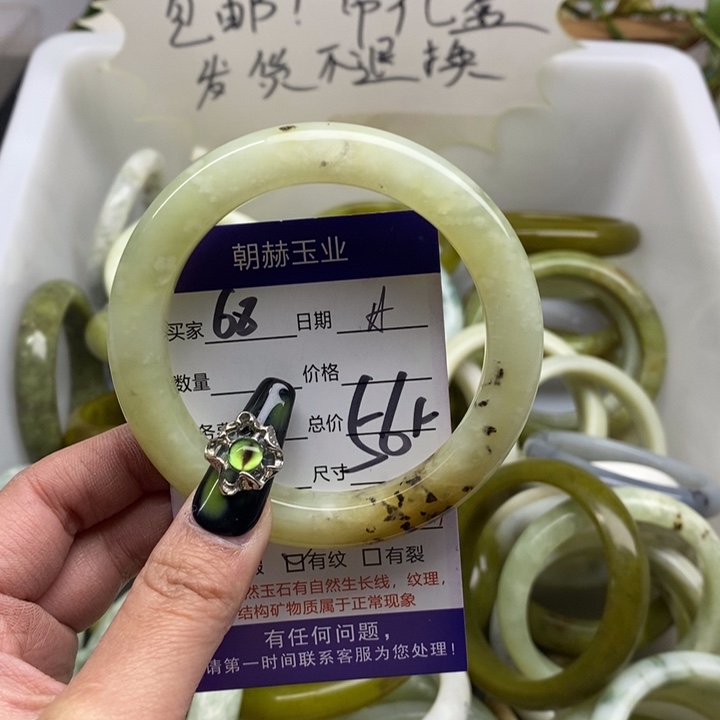 包邮！带礼盒
发货不退换
朝赫玉业
买家 68 日期
数量 价格
总价 56
尺寸
有纹 有裂
然玉石有自然生长线，纹理，
结构矿物质属于正常现象
有任何问题，
请第一时间联系客服为您处理！